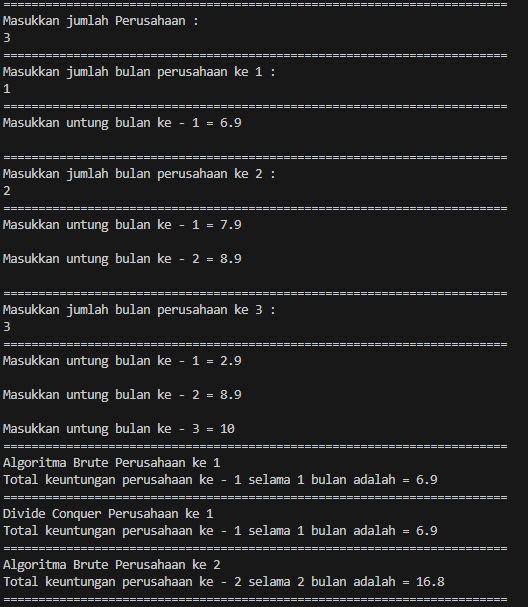 ========================================================================
Masukkan jumlah Perusahaan :
3
========================================================================
Masukkan jumlah bulan perusahaan ke 1 :
1
========================================================================
Masukkan untung bulan ke - 1 = 6.9
========================================================================
Masukkan jumlah bulan perusahaan ke 2 :
2
========================================================================
Masukkan untung bulan ke - 1 = 7.9
Masukkan untung bulan ke - 2 = 8.9
========================================================================
Masukkan jumlah bulan perusahaan ke 3 :
3
========================================================================
Masukkan untung bulan ke - 1 = 2.9
Masukkan untung bulan ke - 2 = 8.9
Masukkan untung bulan ke - 3 = 10
========================================================================
Algoritma Brute Perusahaan ke 1
Total keuntungan perusahaan ke - 1 selama 1 bulan adalah = 6.9
========================================================================
Divide Conquer Perusahaan ke 1
Total keuntungan perusahaan ke - 1 selama 1 bulan adalah = 6.9
========================================================================
Algoritma Brute Perusahaan ke 2
Total keuntungan perusahaan ke - 2 selama 2 bulan adalah = 16.8
========================================================================